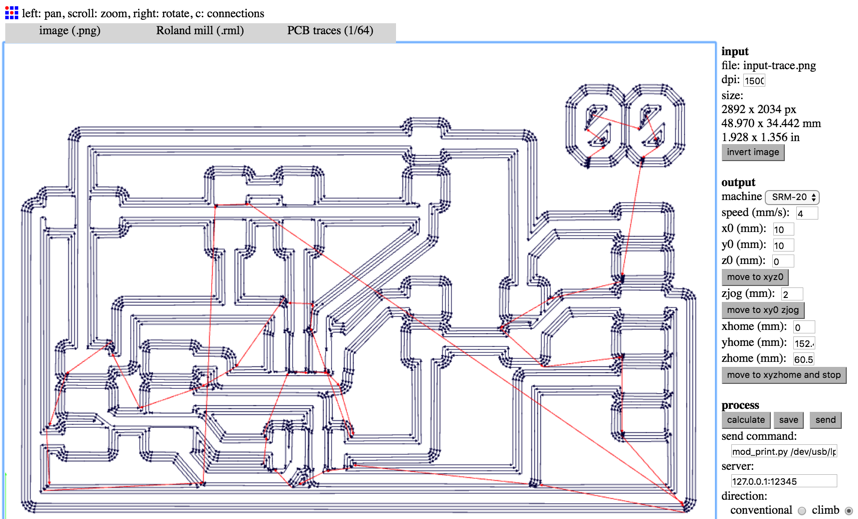 left: pan, scroll: zoom, right: rotate, c: connections
image (.png) Roland mill (.rml) PCB traces (1/64)
input
file: input-trace.png
dpi: 1500
size:
2892 x 2034 px
48.970 x 34.442 mm
1.928 x 1.356 in
invert image
output
machine SRM-20
speed (mm/s): 4
x0 (mm): 10
y0 (mm): 10
z0 (mm): 0
move to xyz0
zjog (mm): 2
move to xy0 zjog
xhome (mm): 0
yhome (mm): 152.4
zhome (mm): 60.5
move to xyzhome and stop
process
calculate save send
send command:
mod_print.py /dev/usb/lp
server:
127.0.0.1:12345
direction:
conventional climb